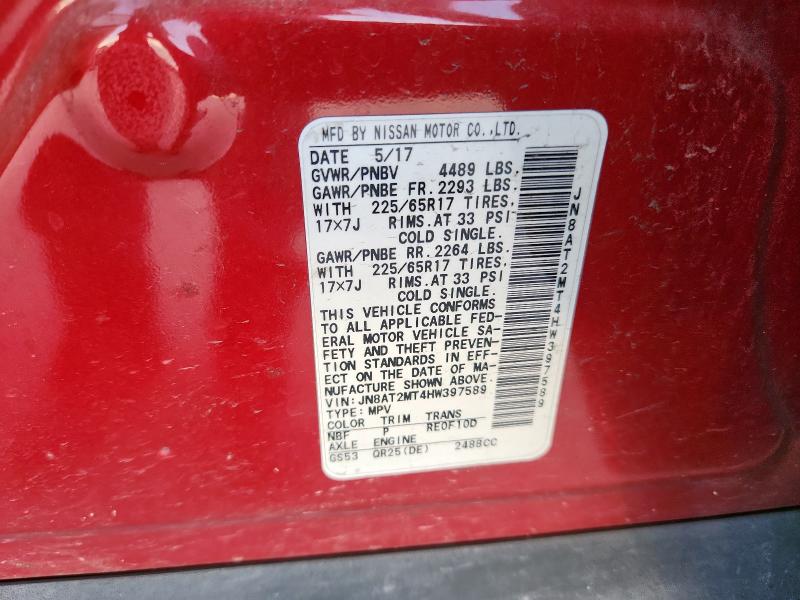 MFD BY NISSAN MOTOR CO.,LTD.
DATE 5/17
GVWR/PNBV 4489 LBS.
GAWR/PNBE FR. 2293 LBS.
WITH 225/65R17 TIRES.
17×7J RIMS. AT 33 PSI
COLD SINGLE.
GAWR/PNBE RR. 2264 LBS.
WITH 225/65R17 TIRES.
17×7J RIMS. AT 33 PSI
COLD SINGLE.
THIS VEHICLE CONFORMS
TO ALL APPLICABLE FED-
ERAL MOTOR VEHICLE SA-
FETY AND THEFT PREVEN-
TION STANDARDS IN EFF-
ECT ON THE DATE OF MA-
NUFACTURE SHOWN ABOVE.
VIN: JN8AT2MT4HW397589
TYPE: MPV
COLOR TRIM TRANS
NBF P RE0F10D
AXLE ENGINE
GS53 QR25(DE) 2488CC
JN8AT2MT4HW397589